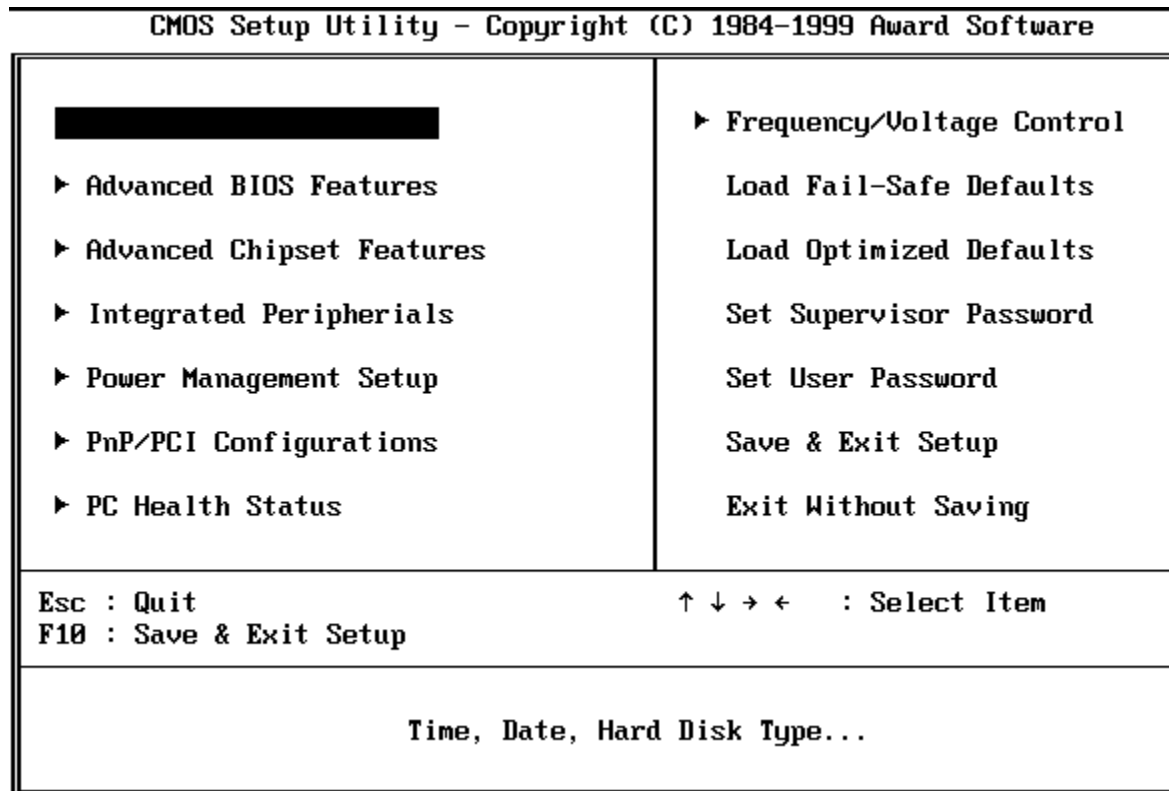 CMOS Setup Utility – Copyright (C) 1984–1999 Award Software
▶ Advanced BIOS Features
▶ Advanced Chipset Features
▶ Integrated Peripherials
▶ Power Management Setup
▶ PnP/PCI Configurations
▶ PC Health Status
▶ Frequency/Voltage Control
Load Fail–Safe Defaults
Load Optimized Defaults
Set Supervisor Password
Set User Password
Save & Exit Setup
Exit Without Saving
Esc : Quit
F10 : Save & Exit Setup
↑ ↓ → ← : Select Item
Time, Date, Hard Disk Type...